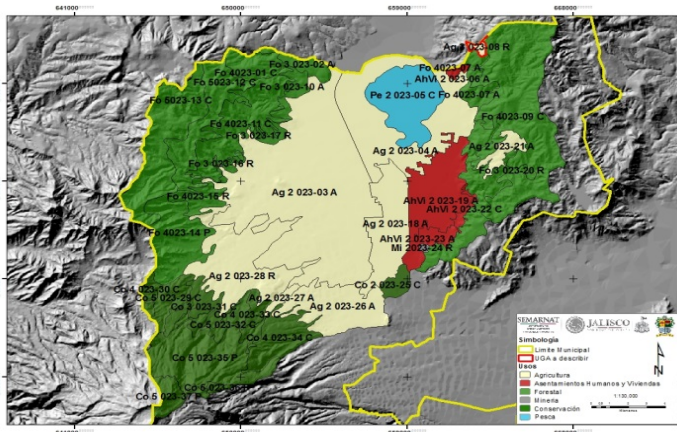 641000
650000
659000
Ag 2 023-08 R
Fo 3 023-02 A
Fo 4023-01 C
Fo 5023-12 C
Fo 3 023-10 A
Fo 5023-13 C
Fo 4023-07 A
AhVi 2 023-06 A
Pe 2 023-05 C
Fo 4023-07 A
Fo 4023-09 C
Fo 4023-11 C
Fo 3 023-17 R
Ag 2 023-04 A
Ag 2 023-21 A
Fo 3 023-16 R
Fo 3 023-20 R
Ag 2 023-03 A
Fo 4023-15 R
AhVi 2 023-19 A
AhVi 2 023-22 C
Ag 2 023-18 A
Fo 4023-14 P
AhVi 2 023-23 A
Mi 2023-24 R
Ag 2 023-28 R
Co 2 023-25 C
Co 4 023-30 C
Co 5 023-29 C
Co 3 023-31 C
Ag 2 023-27 A
Ag 2 023-26 A
Co 4 023-33 C
Co 5 023-32 C
Co 4 023-34 C
Co 5 023-35 P
SEMARNAT
JALISCO
Simbología
Límite Municipal
UGA a describir
Usos
Agricultura
Asentamientos Humanos y Viviendas
Forestal
Minería
Conservación
Pesca
N
1:130,000